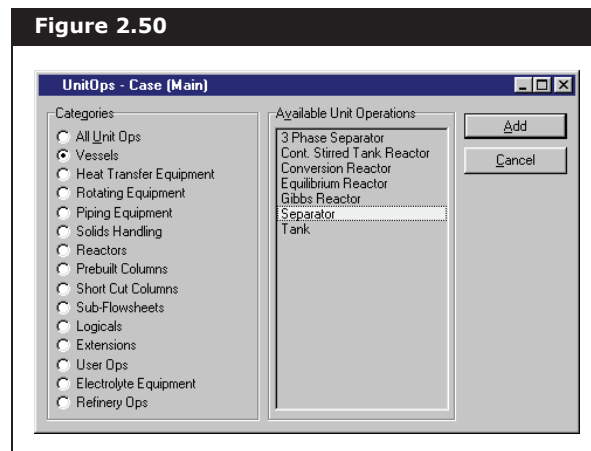 Figure 2.50
UnitOps - Case (Main)
Categories
All Unit Ops
Vessels
Heat Transfer Equipment
Rotating Equipment
Piping Equipment
Solids Handling
Reactors
Prebuilt Columns
Short Cut Columns
Sub-Flowsheets
Logicals
Extensions
User Ops
Electrolyte Equipment
Refinery Ops
Available Unit Operations
3 Phase Separator
Cont. Stirred Tank Reactor
Conversion Reactor
Equilibrium Reactor
Gibbs Reactor
Separator
Tank
Add
Cancel